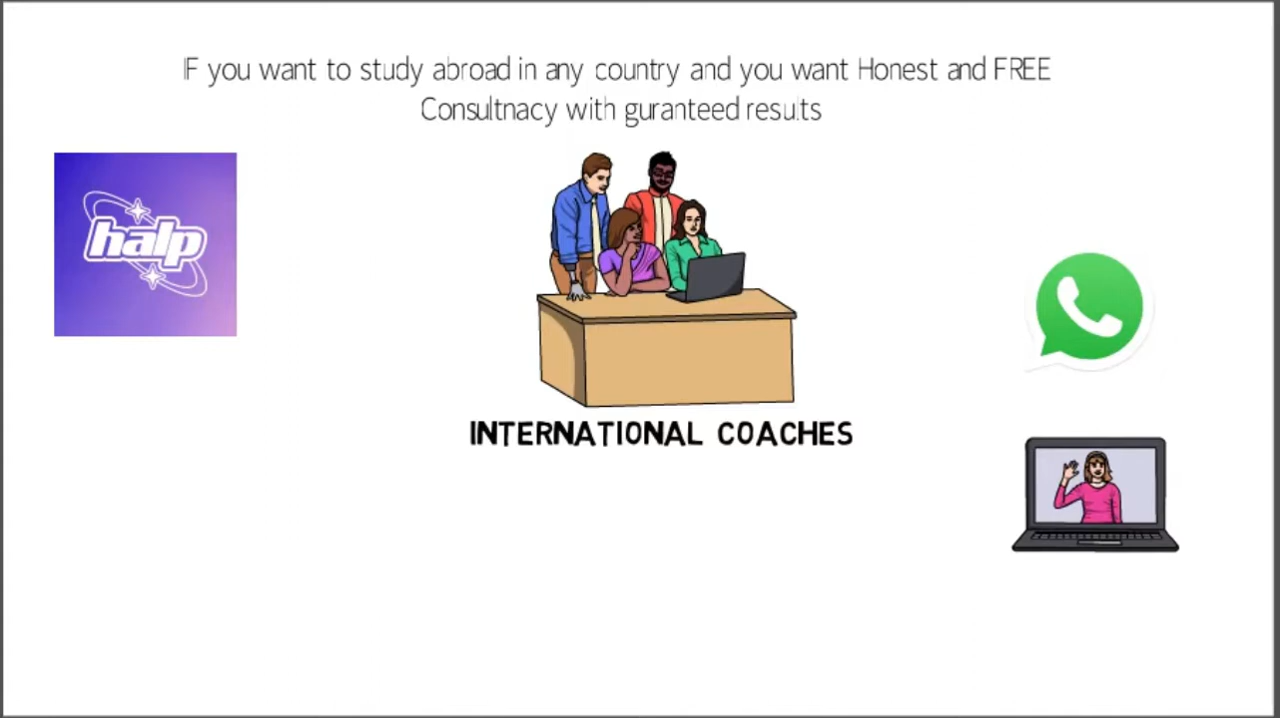 IF you want to study abroad in any country and you want Honest and FREE
Consultnacy with guranteed results
halp
INTERNATIONAL COACHES